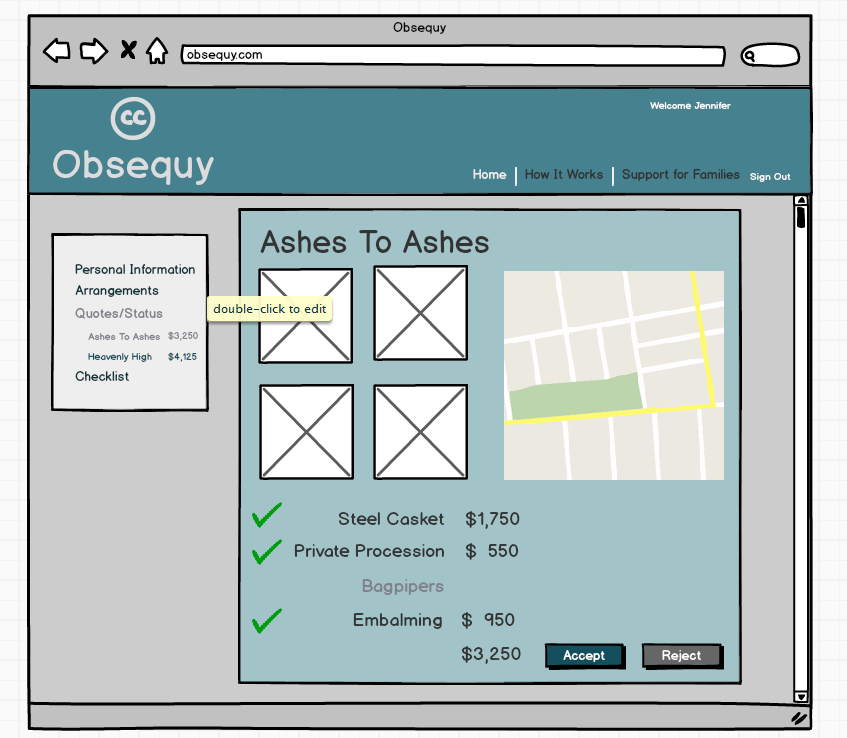 Obsequy
obsequy.com
Welcome Jennifer
cc
Obsequy
Home How It Works Support for Families Sign Out
Personal Information
Arrangements
Quotes/Status
Ashes To Ashes $3,250
Heavenly High $4,125
Checklist
double-click to edit
Ashes To Ashes
Steel Casket $1,750
Private Procession $ 550
Bagpipers
Embalming $ 950
$3,250 Accept Reject